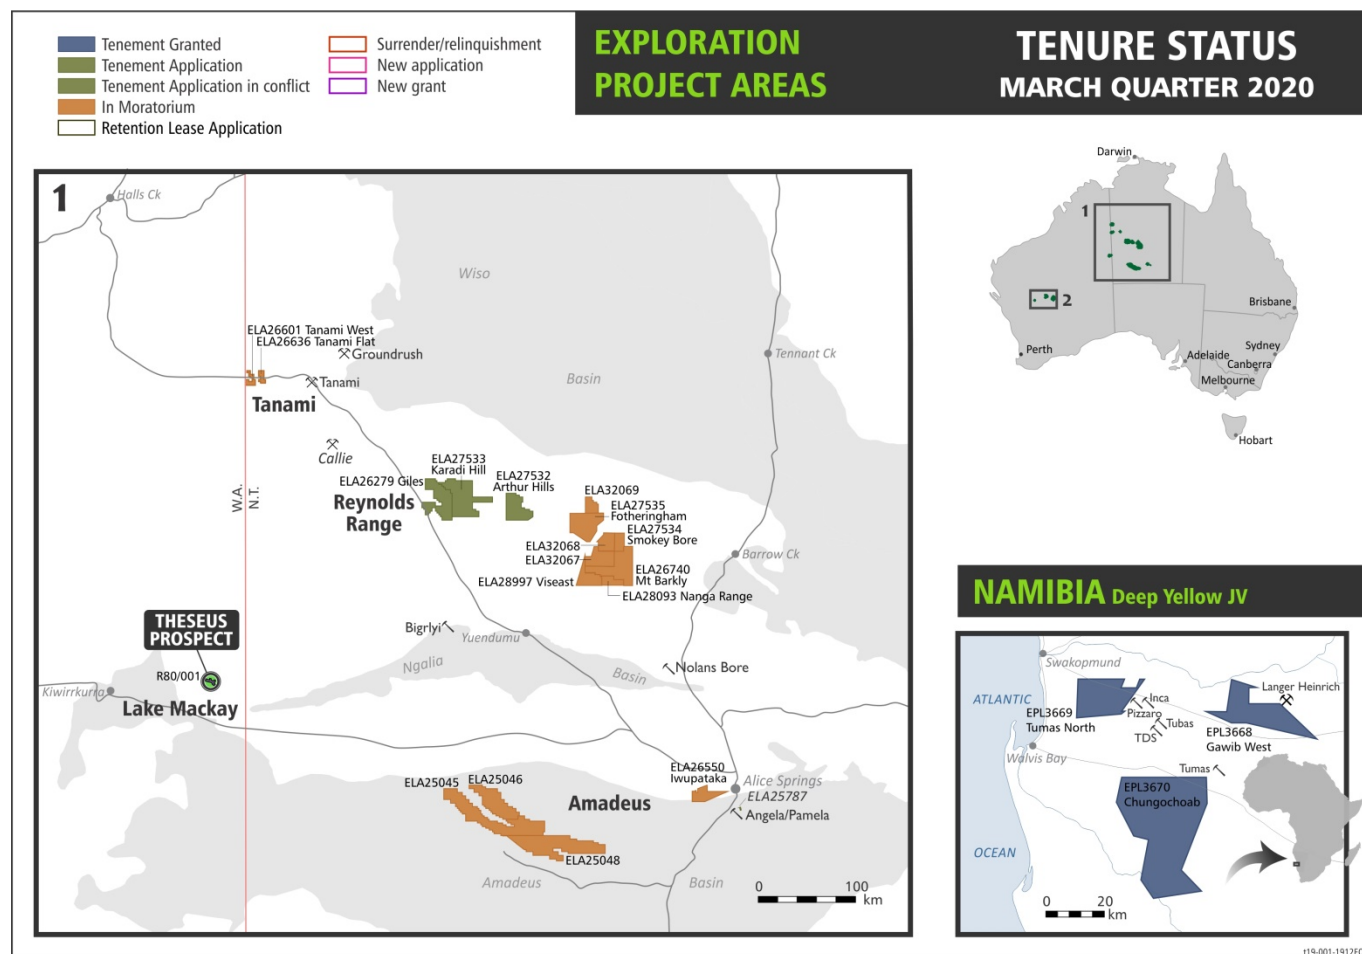 Tenement Granted
Tenement Application
Tenement Application in conflict
In Moratorium
Retention Lease Application
Surrender/relinquishment
New application
New grant
EXPLORATION
PROJECT AREAS
TENURE STATUS
MARCH QUARTER 2020
1
Halls Ck
Wiso
Basin
ELA26601 Tanami West
ELA26636 Tanami Flat
Groundrush
Tanami
Tanami
Tennant Ck
Callie
W.A.
N.T.
ELA27533
Karadi Hill
ELA26279 Giles
ELA27532
Arthur Hills
Reynolds
Range
ELA32069
ELA27535
Fotheringham
ELA27534
Smokey Bore
ELA32068
ELA32067
ELA28997 Viseast
ELA26740
Mt Barkly
ELA28093 Nanga Range
Barrow Ck
THESEUS
PROSPECT
R80/001
Kiwirrkurra
Lake Mackay
Bigrlyi
Yuendumu
Ngalia
Basin
Nolans Bore
ELA25045
ELA25046
Amadeus
ELA25048
ELA26550
Iwupataka
Alice Springs
ELA25787
Angela/Pamela
Amadeus
Basin
0
100
km
Darwin
1
2
Brisbane
Perth
Adelaide
Sydney
Canberra
Melbourne
Hobart
NAMIBIA Deep Yellow JV
Swakopmund
ATLANTIC
EPL3669
Tumas North
Inca
Pizzaro
Tubas
TDS
Langer Heinrich
EPL3668
Gawib West
Walvis Bay
Tumas
EPL3670
Chungochoab
OCEAN
0
20
km